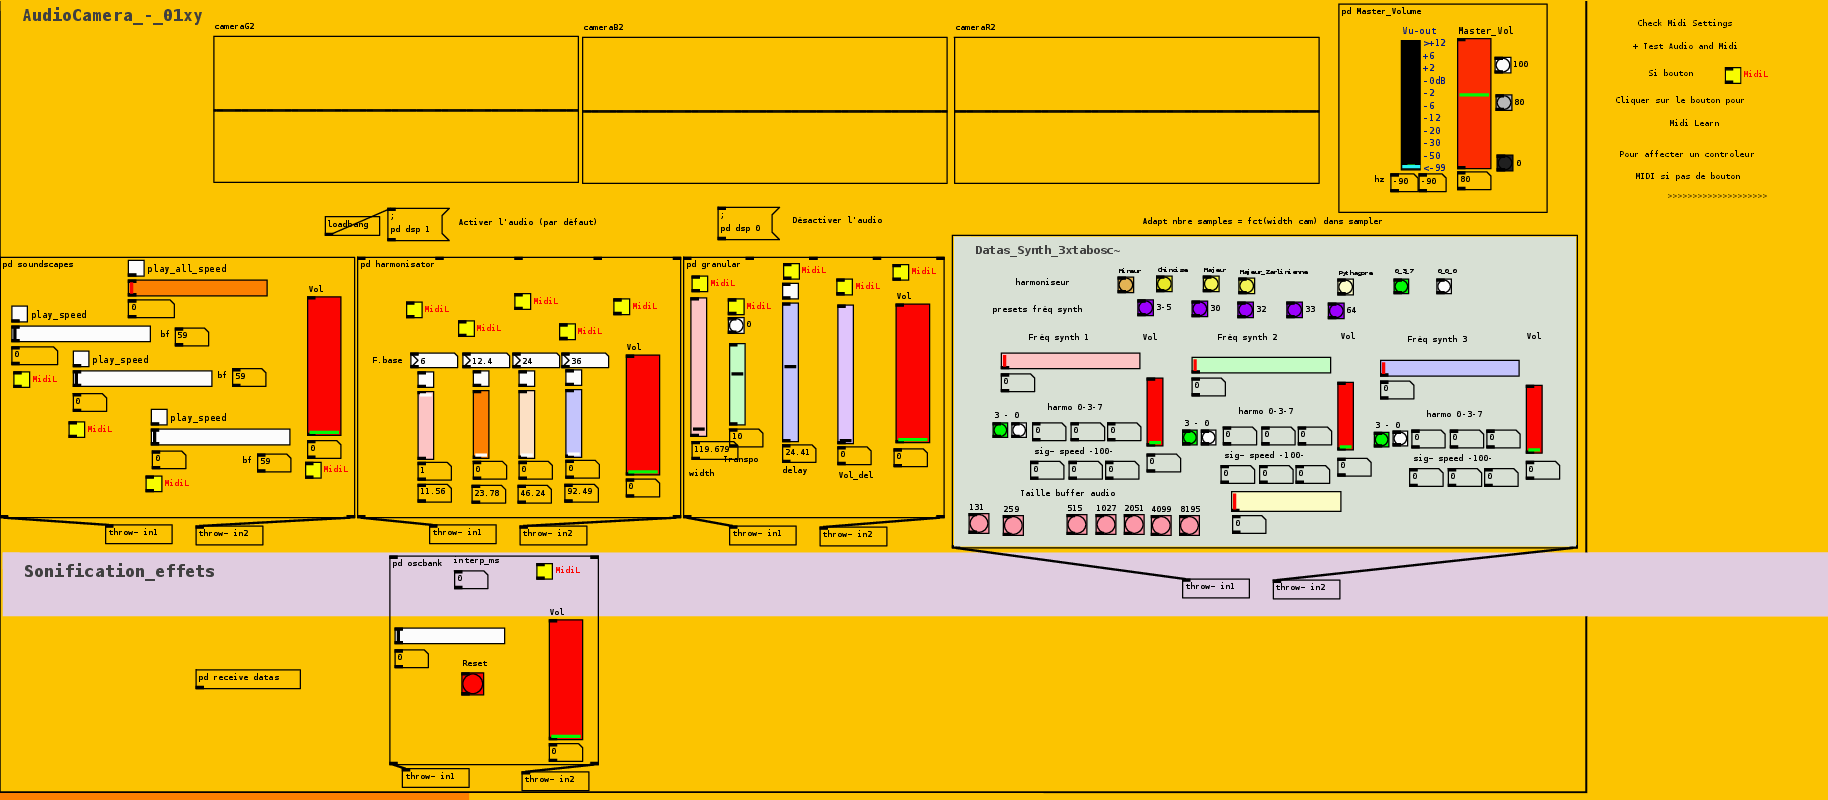 AudioCamera_-_01xy
cameraG2
cameraB2
cameraR2
pd Master_Volume
Vu-out
Master_Vol
>+12
+6
+2
-0dB
-2
-6
-12
-20
-30
-50
<-99
100
80
0
hz
-90
-90
80
Check Midi Settings
+ Test Audio and Midi
Si bouton
MidiL
Cliquer sur le bouton pour
Midi Learn
Pour affecter un controleur
MIDI si pas de bouton
>>>>>>>>>>>>>>>>>>>>
loadbang
;
pd dsp 1
Activer l'audio (par défaut)
;
pd dsp 0
Désactiver l'audio
Adapt nbre samples = fct(width cam) dans sampler
pd soundscapes
play_all_speed
0
Vol
play_speed
bf
59
0
MidiL
play_speed
bf
59
0
MidiL
play_speed
0
bf
59
MidiL
0
MidiL
throw~ in1
throw~ in2
pd harmonisator
MidiL
MidiL
MidiL
MidiL
MidiL
F.base
6
12.4
24
36
Vol
1
0
0
0
11.56
23.78
46.24
92.49
0
throw~ in1
throw~ in2
pd granular
MidiL
MidiL
MidiL
MidiL
MidiL
0
Vol
10
119.679
Transpo
width
24.41
delay
0
Vol_del
0
throw~ in1
throw~ in2
Datas_Synth_3xtabosc~
harmoniseur
Mineur
Chinoise
Majeur
Majeur_Zarlinienne
Pythagore
0_3_7
0_0_0
presets fréq synth
3-5
30
32
33
64
Fréq synth 1
Vol
Fréq synth 2
Vol
Fréq synth 3
Vol
0
0
0
harmo 0-3-7
harmo 0-3-7
harmo 0-3-7
3 - 0
3 - 0
3 - 0
0
0
0
0
0
0
0
0
0
sig~ speed -100-
sig~ speed -100-
sig~ speed -100-
0
0
0
0
0
0
0
0
0
0
0
0
Taille buffer audio
131
259
515
1027
2051
4099
8195
0
throw~ in1
throw~ in2
Sonification_effets
pd oscbank
interp_ms
0
MidiL
Vol
0
Reset
0
throw~ in1
throw~ in2
pd receive datas